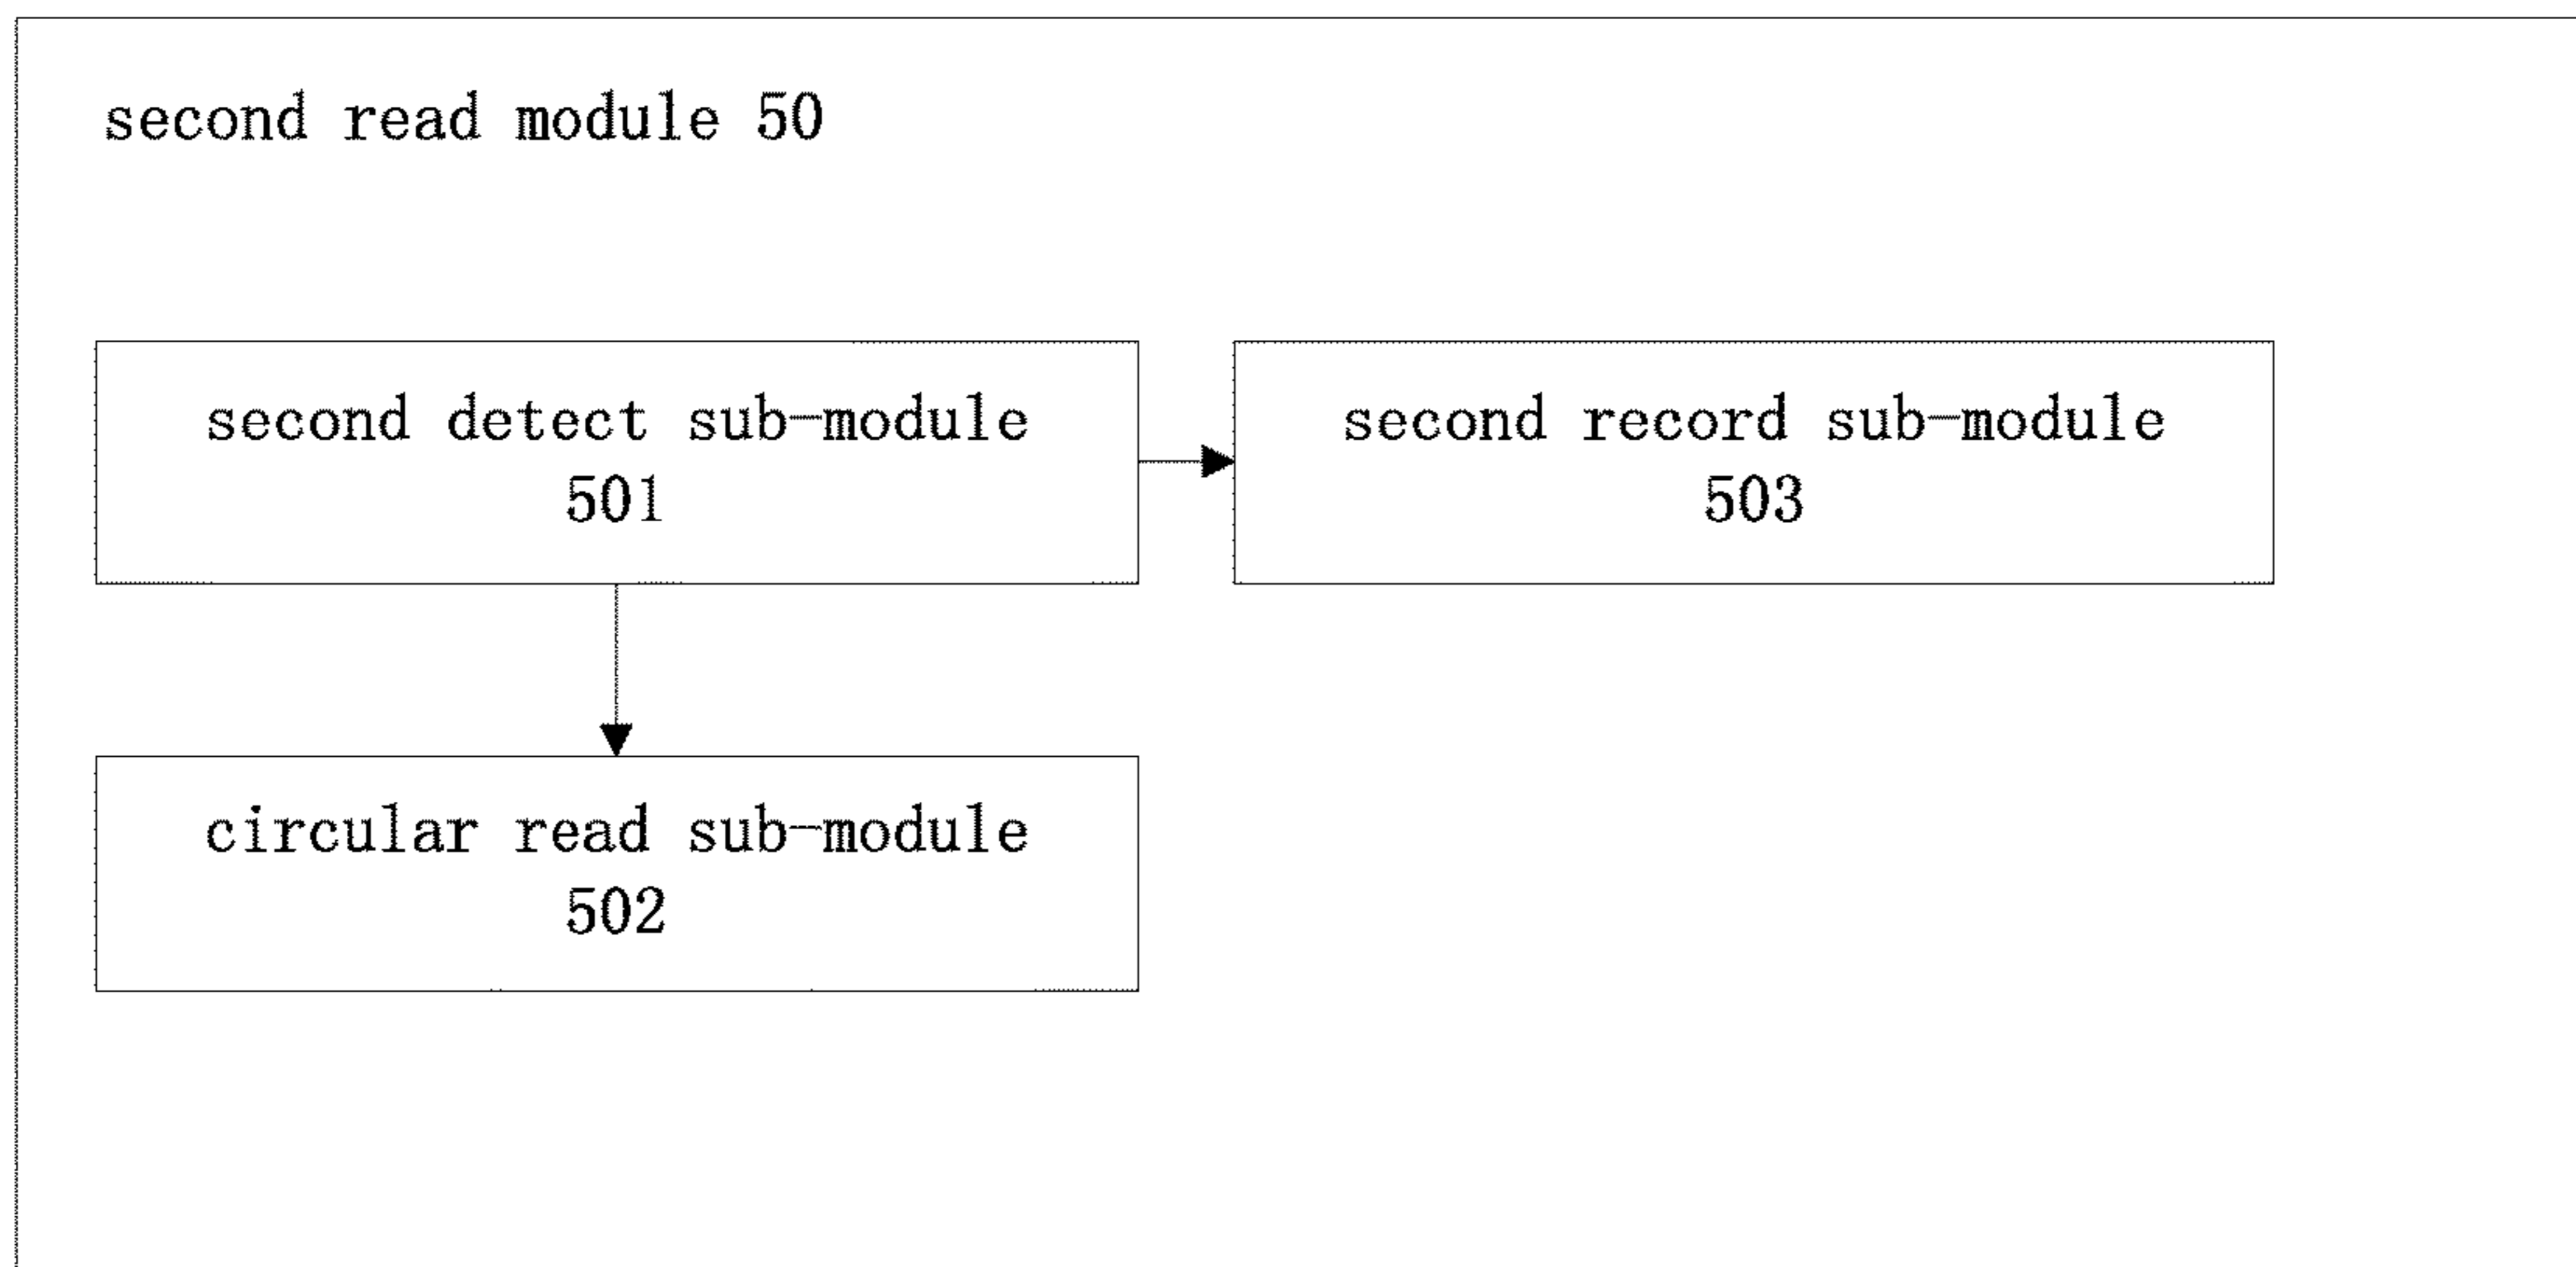 second read module 50
second detect sub-module
501
second record sub-module
503
circular read sub-module
502